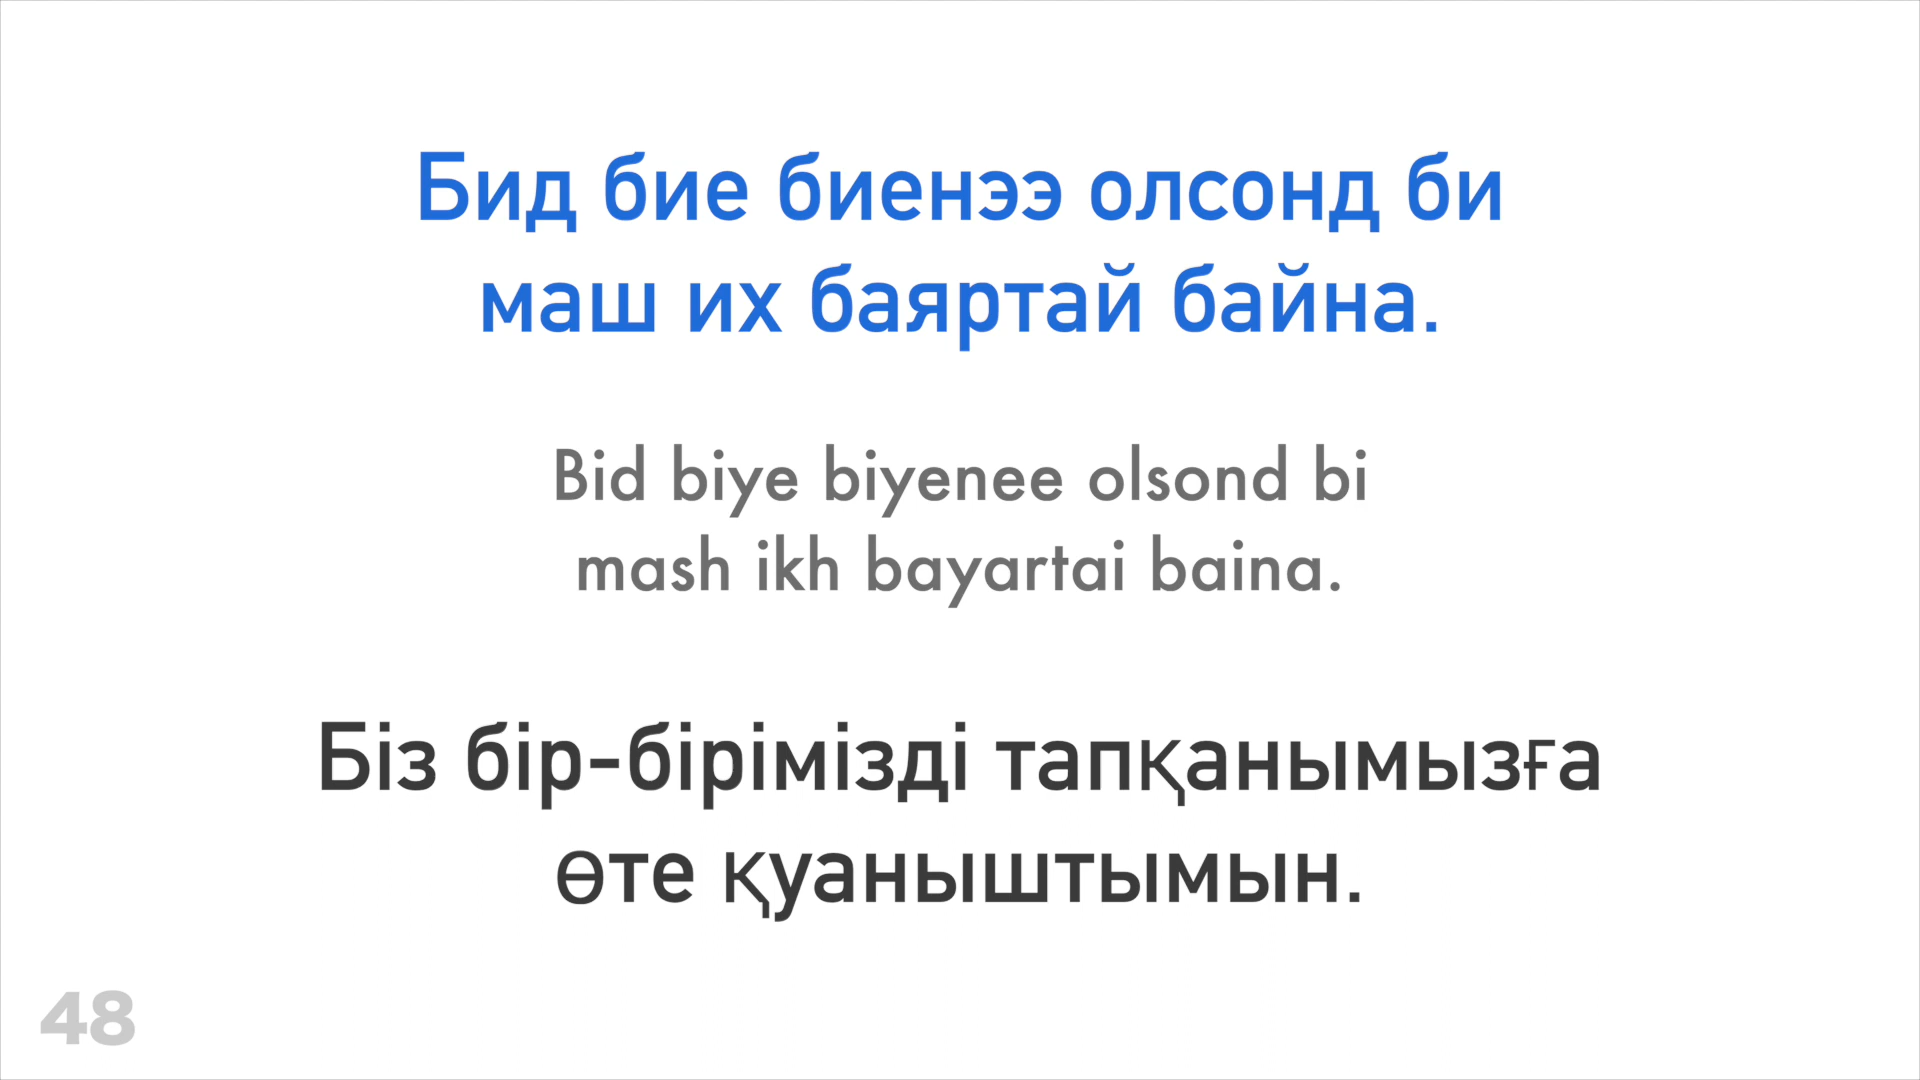 Бид бие биенээ олсонд би
маш их баяртай байна.
Bid biye biyenee olsond bi
mash ikh bayartai baina.
Біз бір-бірімізді тапқанымызға
өте қуаныштымын.
48